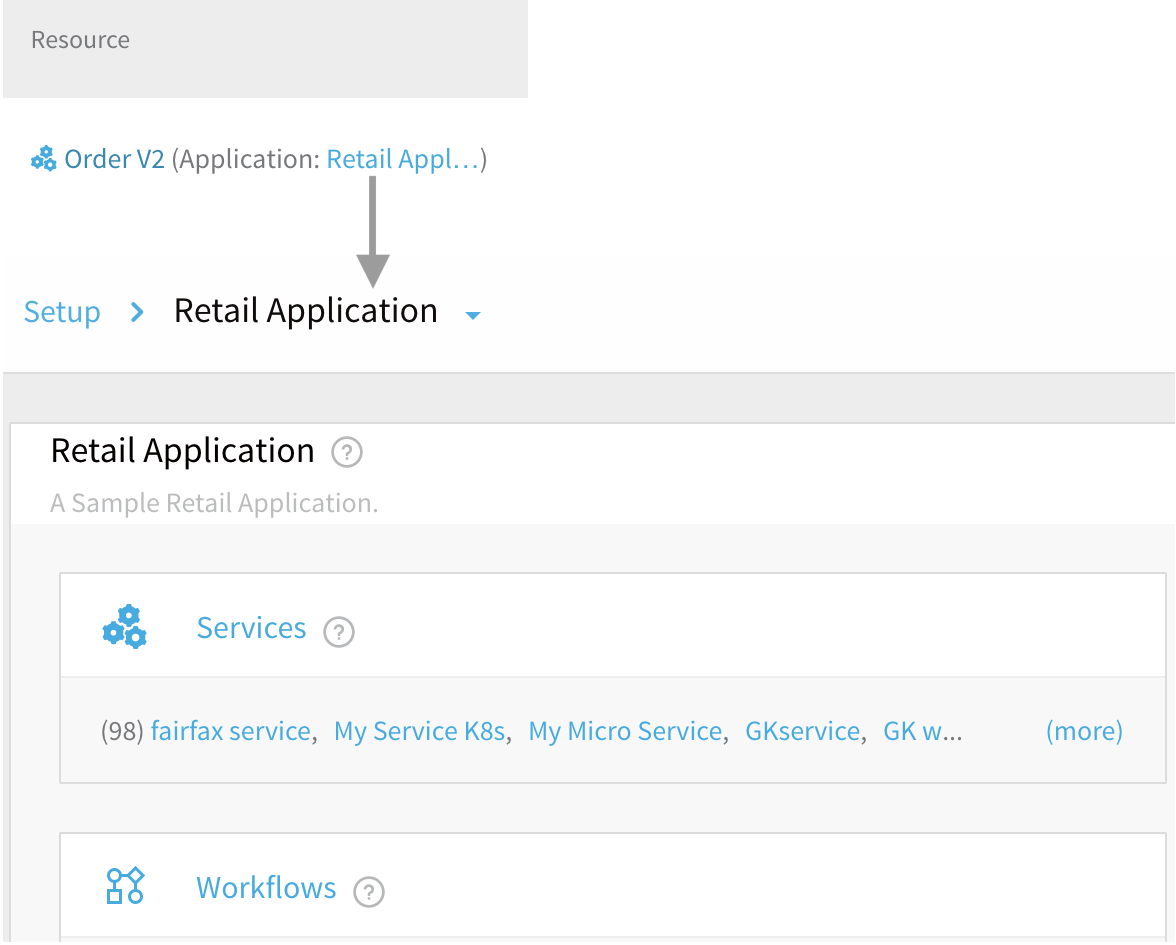 Resource
Order V2 (Application: Retail Appl...)
Setup > Retail Application
Retail Application ?
A Sample Retail Application.
Services ?
(98) fairfax service, My Service K8s, My Micro Service, GKservice, GK w... (more)
Workflows ?